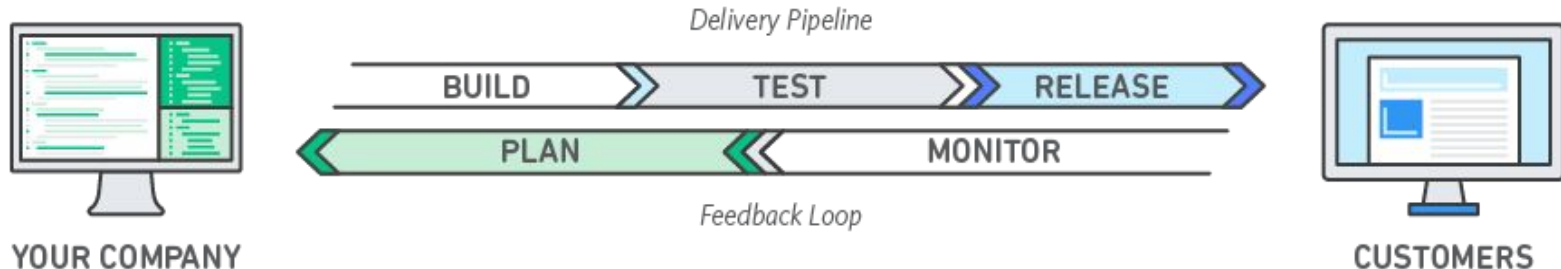 Delivery Pipeline
BUILD TEST RELEASE
PLAN MONITOR
Feedback Loop
YOUR COMPANY CUSTOMERS